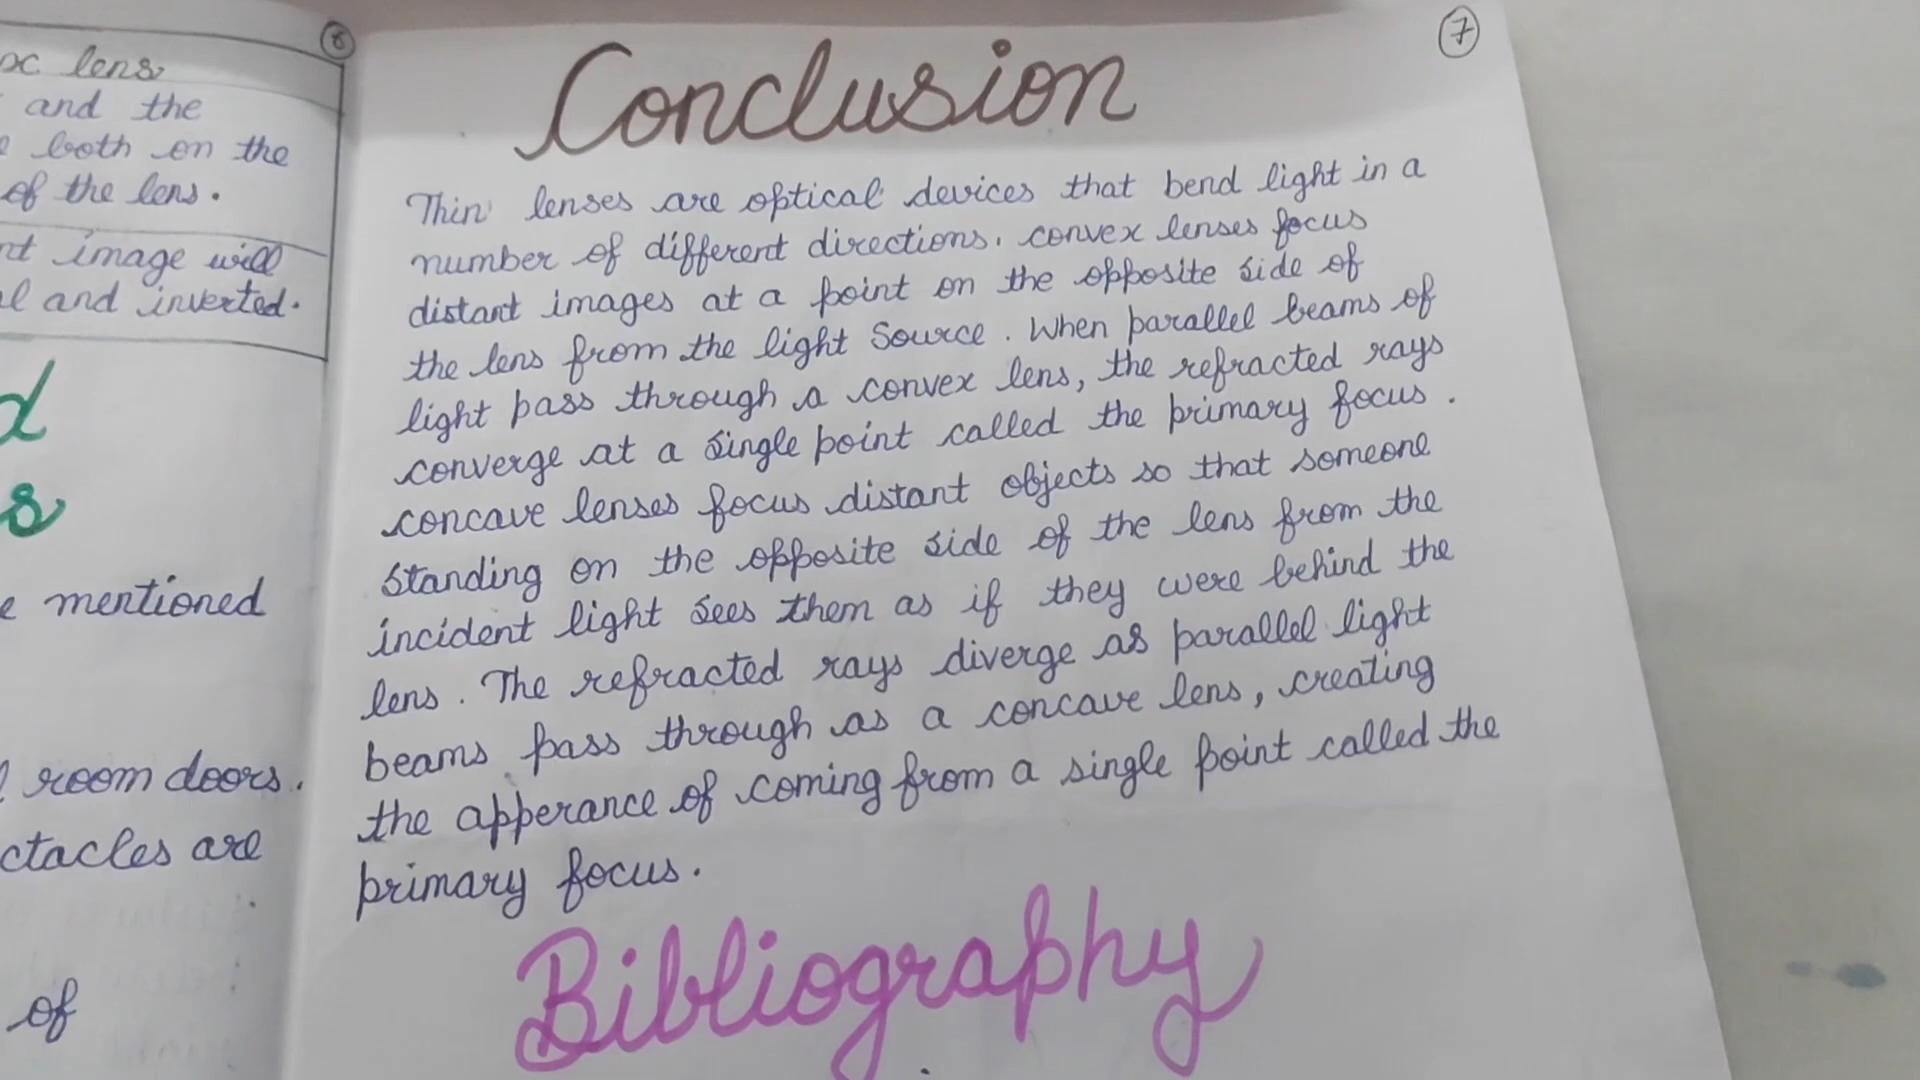 lens
and the
both on the
of the lens.
image will
and inverted.
mentioned
room doors.
are
of
7
Conclusion
Thin lenses are optical devices that bend light in a
number of different directions. convex lenses focus
distant images at a point on the opposite side of
the lens from the light Source. When parallel beams of
light pass through a convex lens, the refracted rays
converge at a single point called the primary focus.
concave lenses focus distant objects so that someone
standing on the opposite side of the lens from the
incident light sees them as if they were behind the
lens. The refracted rays diverge as parallel light
beams pass through as a concave lens, creating
the apperance of coming from a single point called the
primary focus.
Bibliography